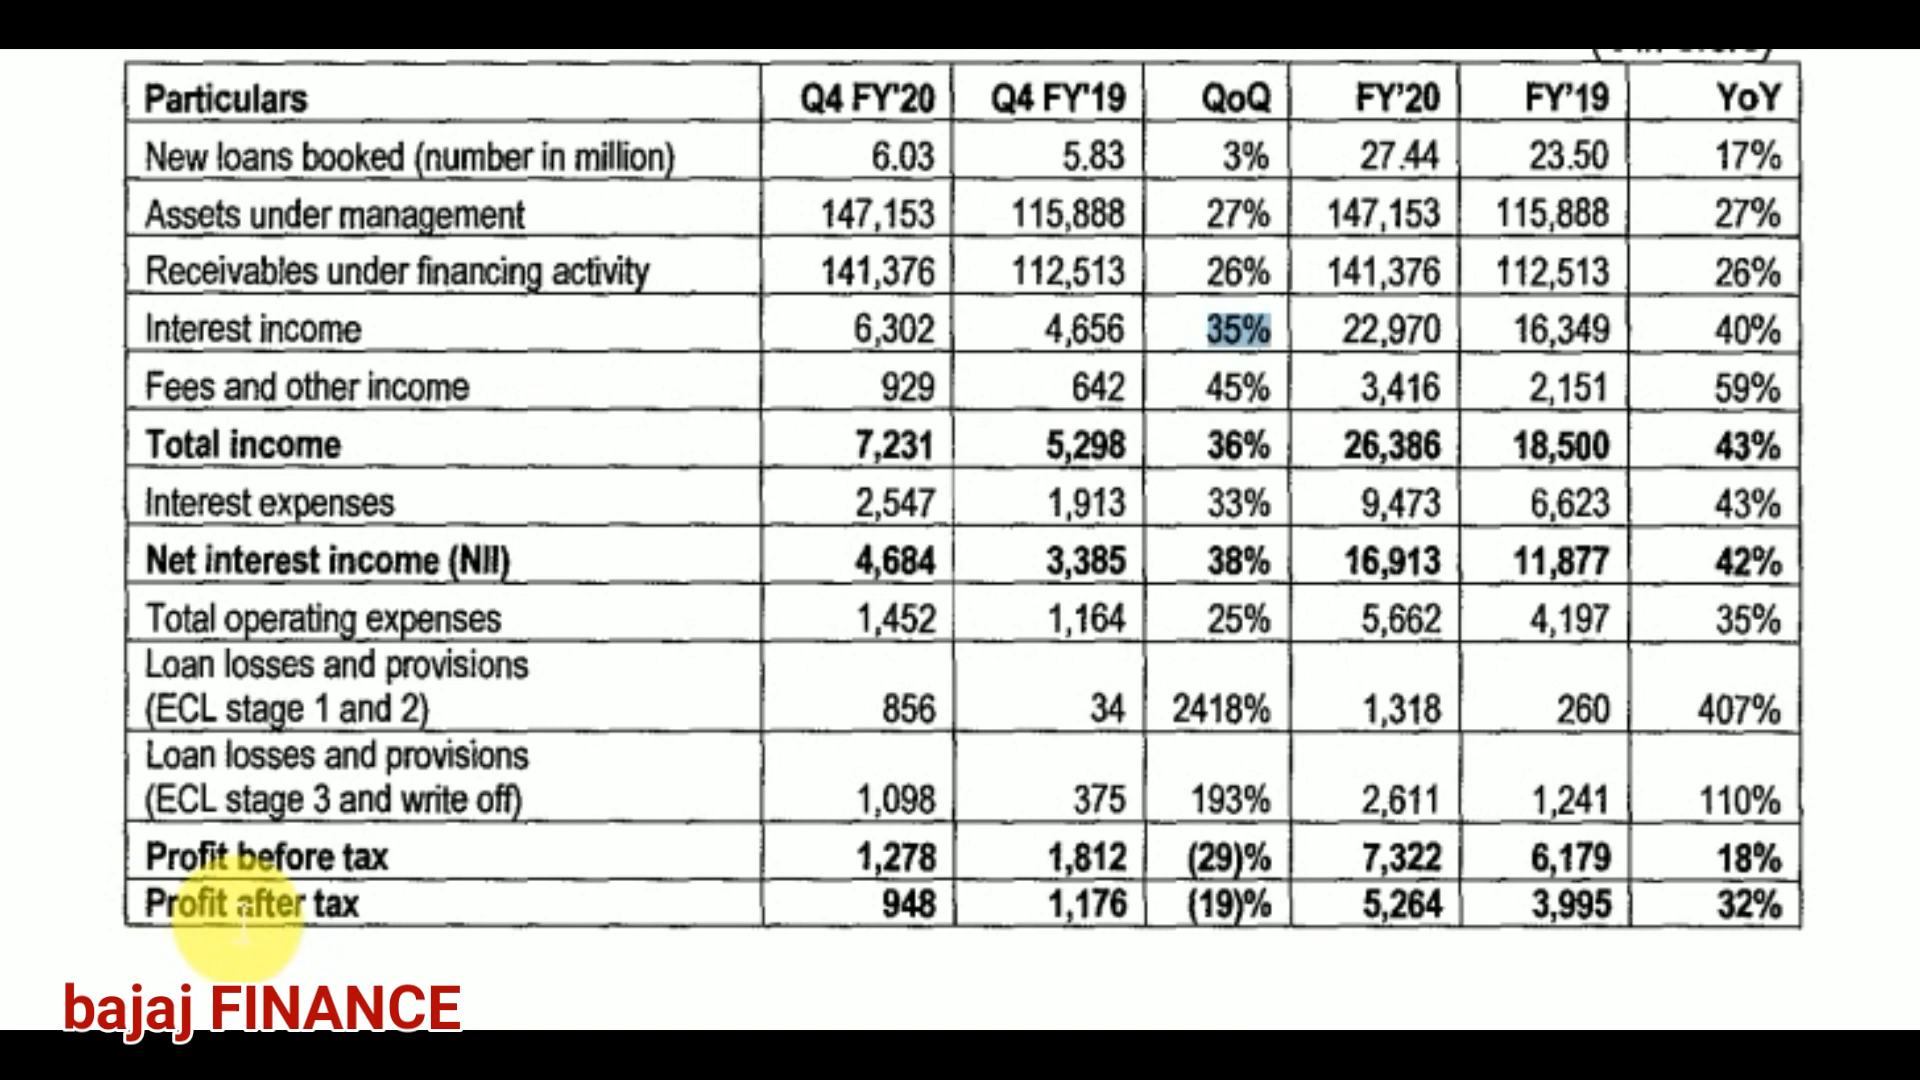 Particulars Q4 FY'20 Q4 FY'19 QoQ FY'20 FY'19 YoY
New loans booked (number in million) 6.03 5.83 3% 27.44 23.50 17%
Assets under management 147,153 115,888 27% 147,153 115,888 27%
Receivables under financing activity 141,376 112,513 26% 141,376 112,513 26%
Interest income 6,302 4,656 35% 22,970 16,349 40%
Fees and other income 929 642 45% 3,416 2,151 59%
Total income 7,231 5,298 36% 26,386 18,500 43%
Interest expenses 2,547 1,913 33% 9,473 6,623 43%
Net interest income (NII) 4,684 3,385 38% 16,913 11,877 42%
Total operating expenses 1,452 1,164 25% 5,662 4,197 35%
Loan losses and provisions
(ECL stage 1 and 2) 856 34 2418% 1,318 260 407%
Loan losses and provisions
(ECL stage 3 and write off) 1,098 375 193% 2,611 1,241 110%
Profit before tax 1,278 1,812 (29)% 7,322 6,179 18%
Profit after tax 948 1,176 (19)% 5,264 3,995 32%
bajaj FINANCE